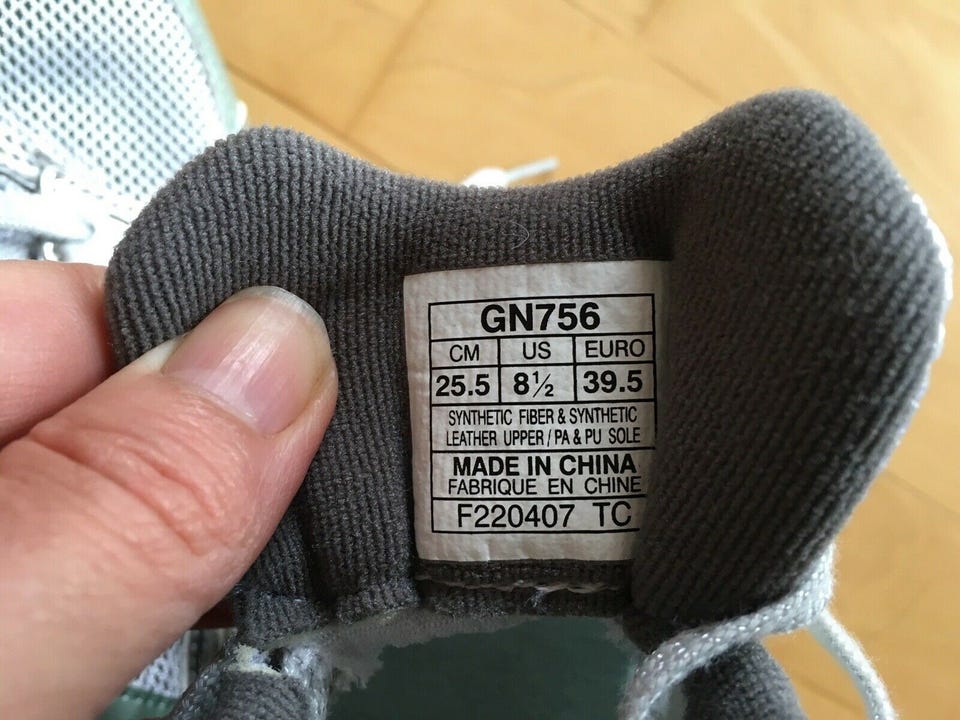 GN756
CM US EURO
25.5 8½ 39.5
SYNTHETIC FIBER & SYNTHETIC
LEATHER UPPER / PA & PU SOLE
MADE IN CHINA
FABRIQUE EN CHINE
F220407 TC